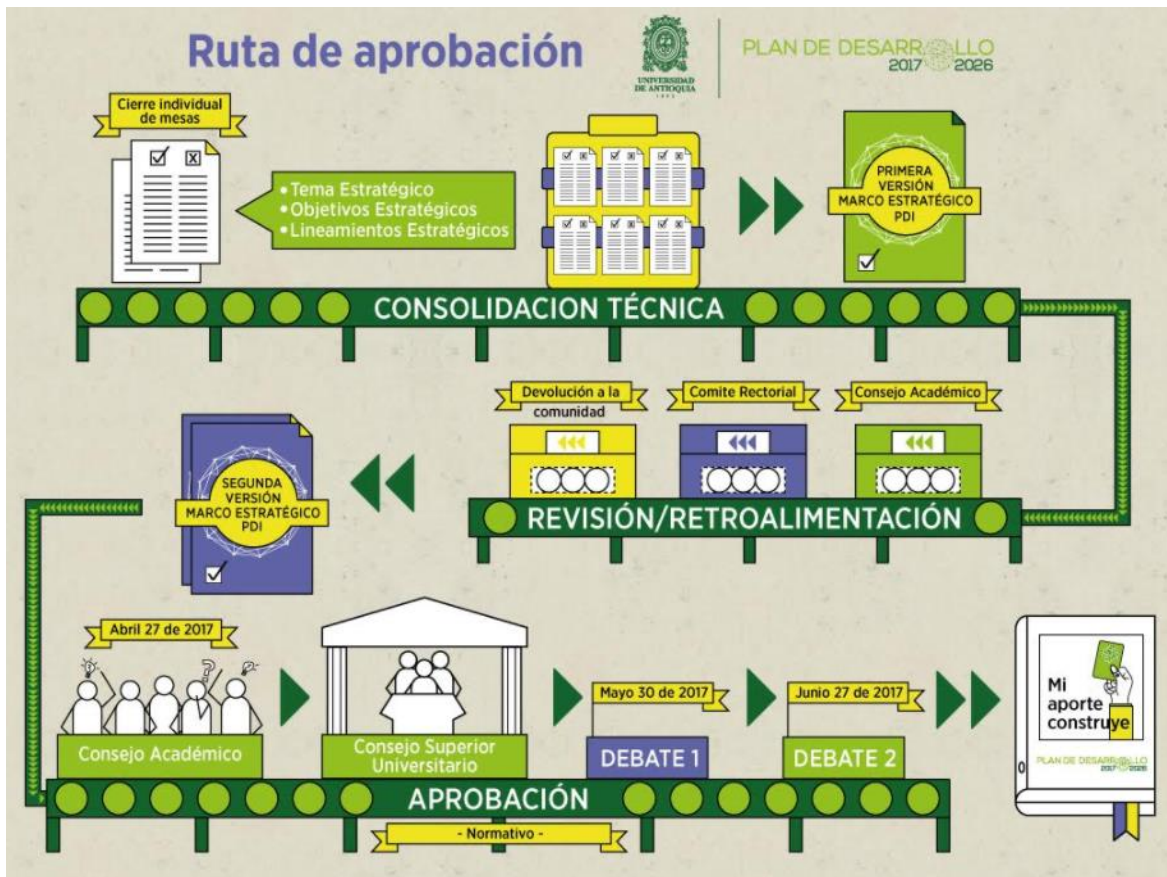 Ruta de aprobación
UNIVERSIDAD
DE ANTIOQUIA
1803
PLAN DE DESARROLLO
2017 2026
Cierre individual
de mesas
• Tema Estratégico
• Objetivos Estratégicos
• Lineamientos Estratégicos
PRIMERA
VERSIÓN
MARCO ESTRATÉGICO
PDI
CONSOLIDACION TÉCNICA
Devolución a la
comunidad
Comite Rectorial
Consejo Académico
SEGUNDA
VERSIÓN
MARCO ESTRATÉGICO
PDI
REVISIÓN/RETROALIMENTACIÓN
Abril 27 de 2017
Consejo Académico
Consejo Superior
Universitario
Mayo 30 de 2017
DEBATE 1
Junio 27 de 2017
DEBATE 2
Mi
aporte
construye
PLAN DE DESARROLLO
2017 2026
APROBACIÓN
- Normativo -